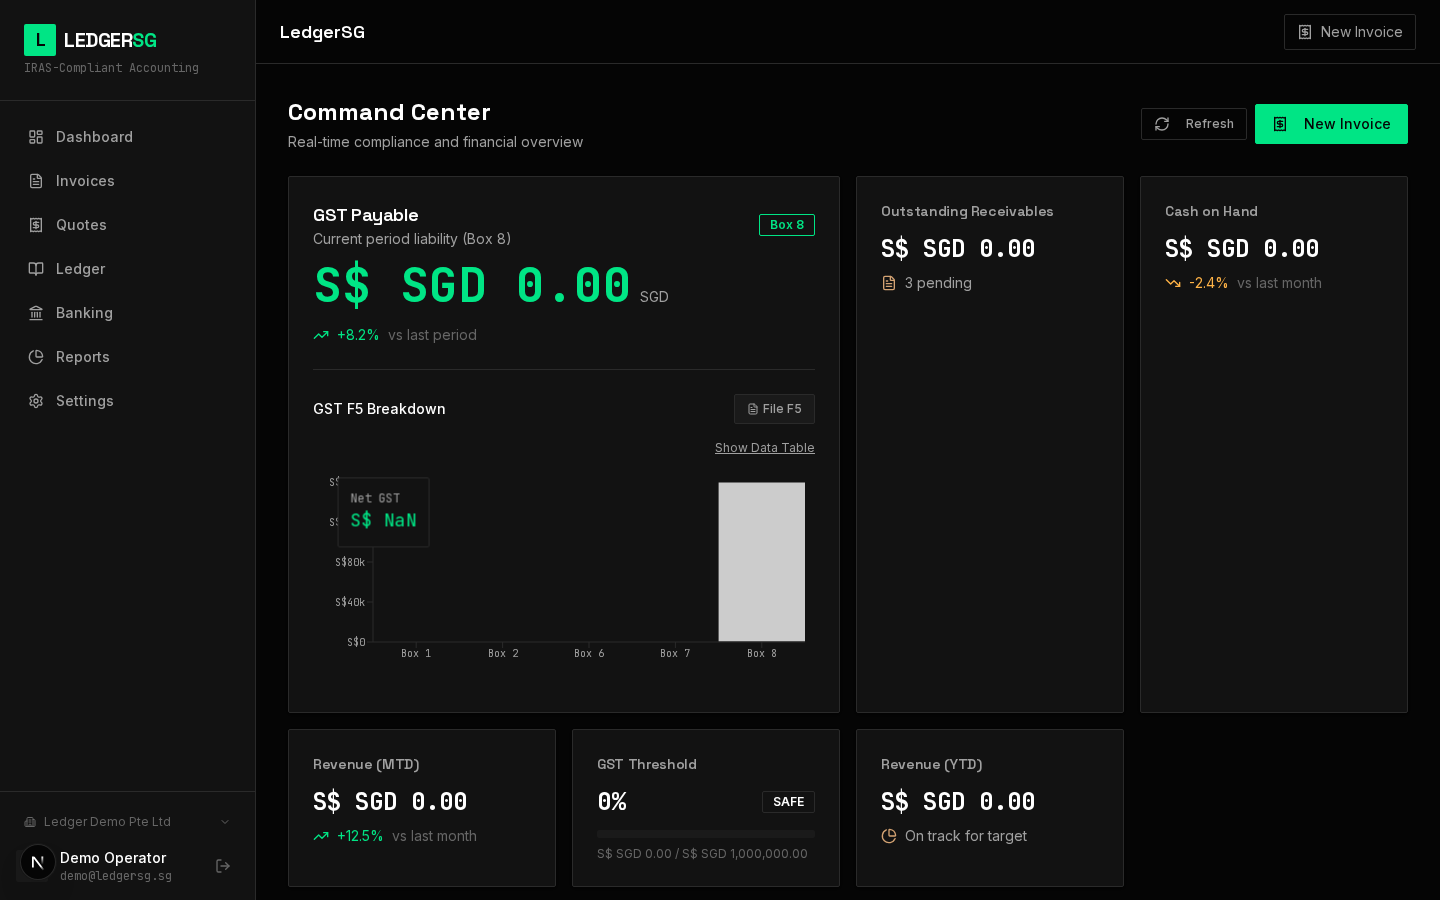 L LEDGERSG
IRAS-Compliant Accounting
Dashboard
Invoices
Quotes
Ledger
Banking
Reports
Settings
Ledger Demo Pte Ltd
N
Demo Operator
demo@ledgersg.sg
LedgerSG
New Invoice
Command Center
Real-time compliance and financial overview
Refresh
New Invoice
GST Payable
Current period liability (Box 8)
Box 8
S$ SGD 0.00 SGD
+8.2% vs last period
GST F5 Breakdown
File F5
Show Data Table
Net GST
S$ NaN
S$80k
S$40k
S$0
Box 1 Box 2 Box 6 Box 7 Box 8
Outstanding Receivables
S$ SGD 0.00
3 pending
Cash on Hand
S$ SGD 0.00
-2.4% vs last month
Revenue (MTD)
S$ SGD 0.00
+12.5% vs last month
GST Threshold
0%
SAFE
S$ SGD 0.00 / S$ SGD 1,000,000.00
Revenue (YTD)
S$ SGD 0.00
On track for target